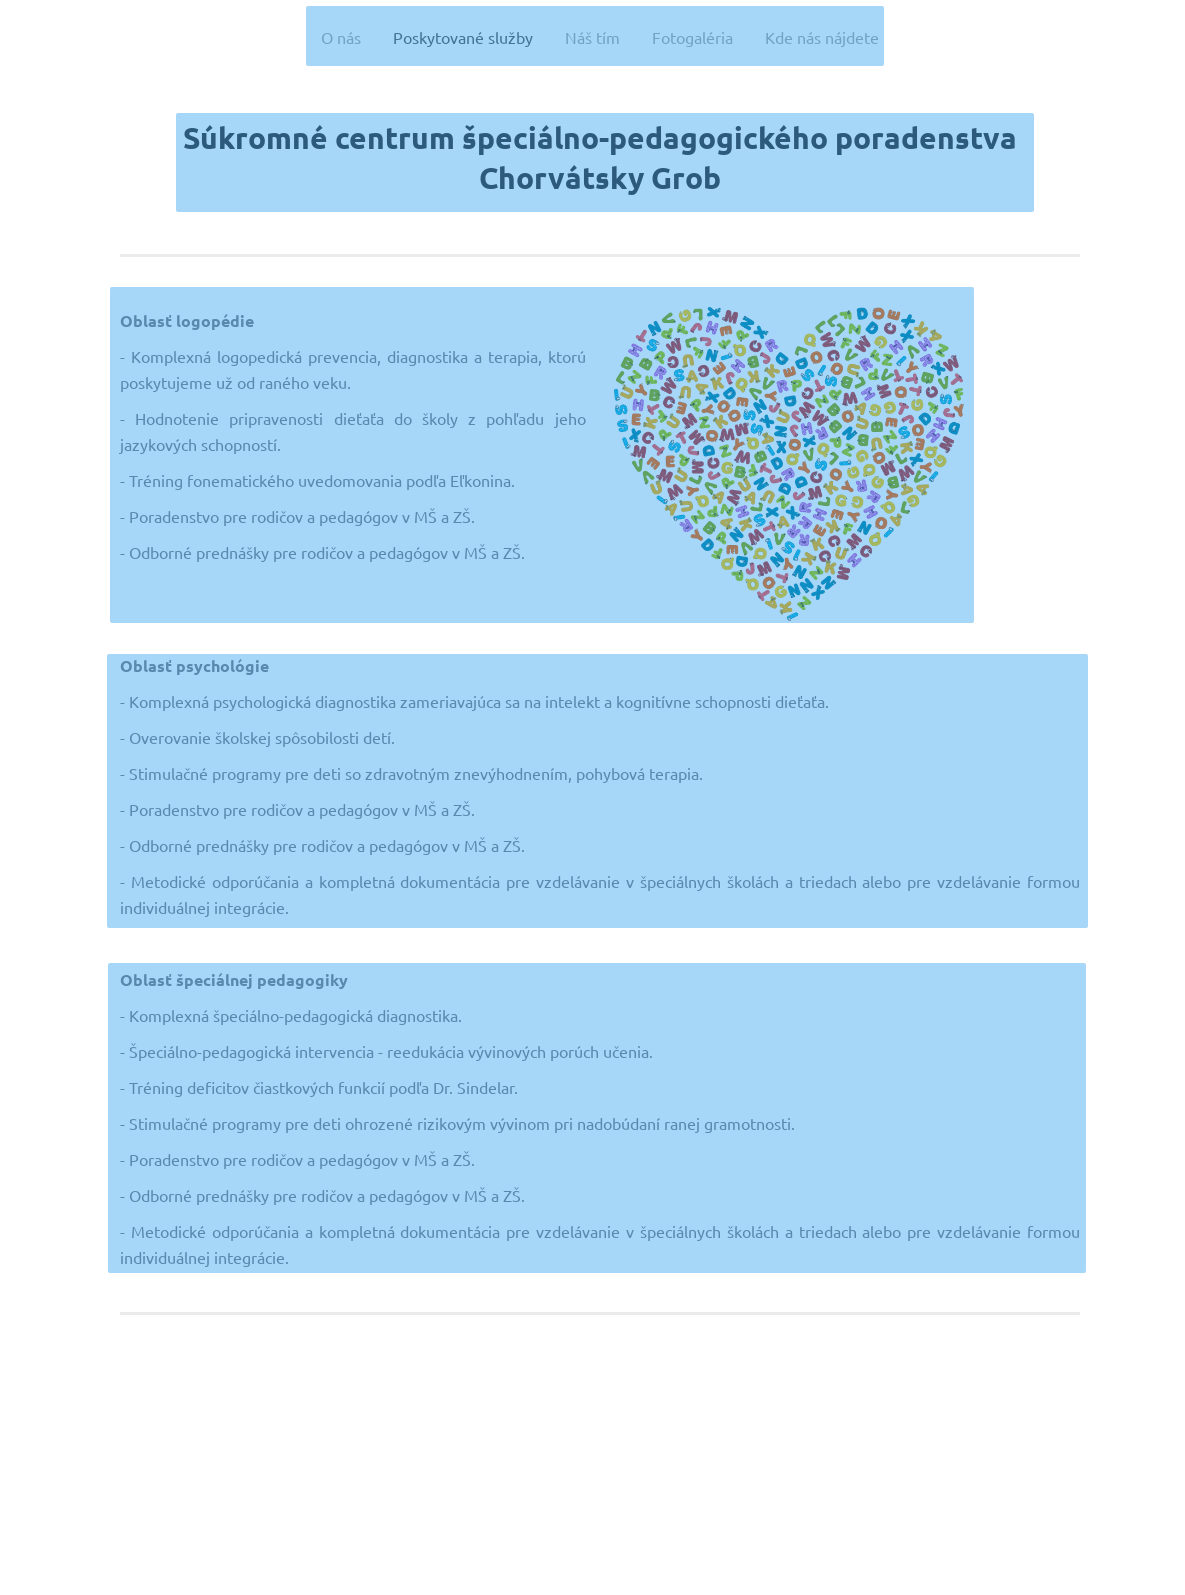 O nás Poskytované služby Náš tím Fotogaléria Kde nás nájdete
Súkromné centrum špeciálno-pedagogického poradenstva
Chorvátsky Grob
Oblasť logopédie
- Komplexná logopedická prevencia, diagnostika a terapia, ktorú
poskytujeme už od raného veku.
- Hodnotenie pripravenosti dieťaťa do školy z pohľadu jeho
jazykových schopností.
- Tréning fonematického uvedomovania podľa Eľkonina.
- Poradenstvo pre rodičov a pedagógov v MŠ a ZŠ.
- Odborné prednášky pre rodičov a pedagógov v MŠ a ZŠ.
Oblasť psychológie
- Komplexná psychologická diagnostika zameriavajúca sa na intelekt a kognitívne schopnosti dieťaťa.
- Overovanie školskej spôsobilosti detí.
- Stimulačné programy pre deti so zdravotným znevýhodnením, pohybová terapia.
- Poradenstvo pre rodičov a pedagógov v MŠ a ZŠ.
- Odborné prednášky pre rodičov a pedagógov v MŠ a ZŠ.
- Metodické odporúčania a kompletná dokumentácia pre vzdelávanie v špeciálnych školách a triedach alebo pre vzdelávanie formou
individuálnej integrácie.
Oblasť špeciálnej pedagogiky
- Komplexná špeciálno-pedagogická diagnostika.
- Špeciálno-pedagogická intervencia - reedukácia vývinových porúch učenia.
- Tréning deficitov čiastkových funkcií podľa Dr. Sindelar.
- Stimulačné programy pre deti ohrozené rizikovým vývinom pri nadobúdaní ranej gramotnosti.
- Poradenstvo pre rodičov a pedagógov v MŠ a ZŠ.
- Odborné prednášky pre rodičov a pedagógov v MŠ a ZŠ.
- Metodické odporúčania a kompletná dokumentácia pre vzdelávanie v špeciálnych školách a triedach alebo pre vzdelávanie formou
individuálnej integrácie.